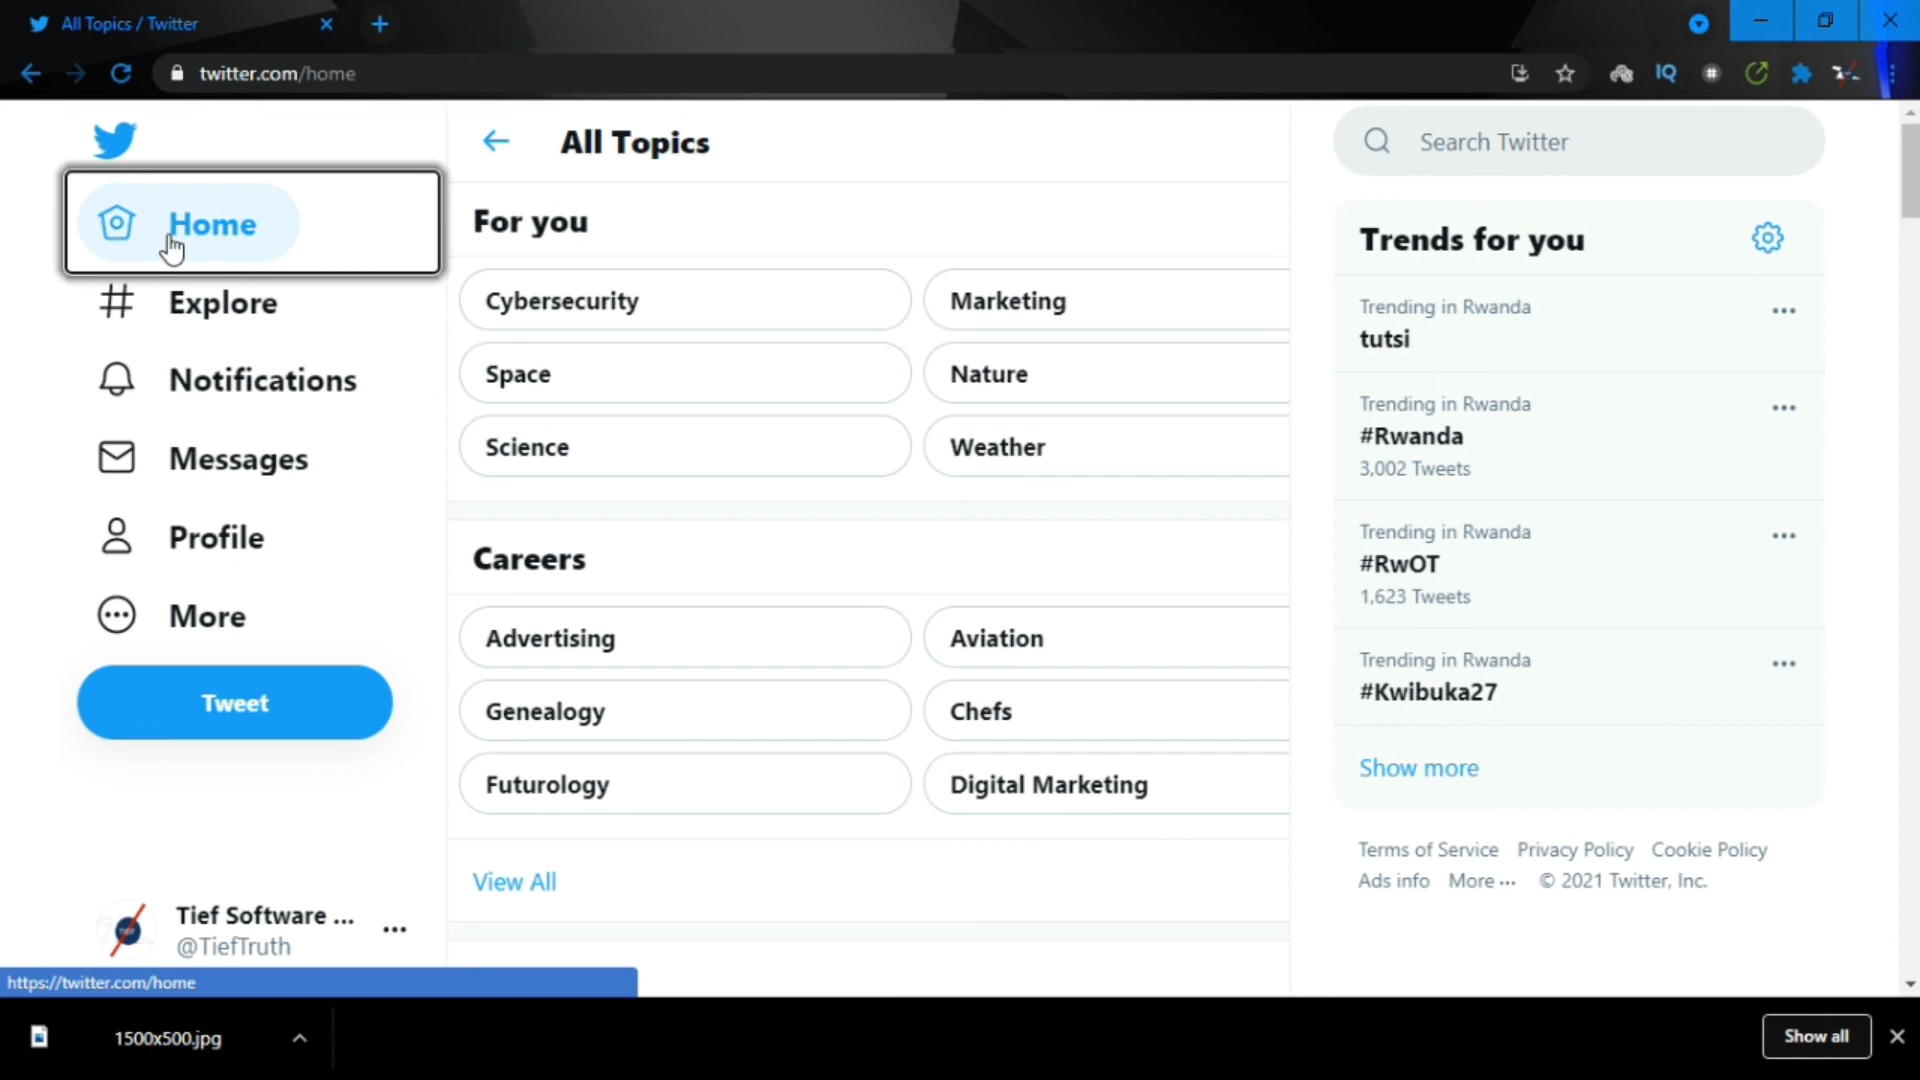 All Topics / Twitter
twitter.com/home
IQ
#
Home
Explore
Notifications
Messages
Profile
More
Tweet
Tief Software ...
@TiefTruth
https://twitter.com/home
All Topics
For you
Cybersecurity
Marketing
Space
Nature
Science
Weather
Careers
Advertising
Aviation
Genealogy
Chefs
Futurology
Digital Marketing
View All
Search Twitter
Trends for you
Trending in Rwanda
tutsi
Trending in Rwanda
#Rwanda
3,002 Tweets
Trending in Rwanda
#RwOT
1,623 Tweets
Trending in Rwanda
#Kwibuka27
Show more
Terms of Service Privacy Policy Cookie Policy
Ads info More ··· © 2021 Twitter, Inc.
1500x500.jpg
Show all